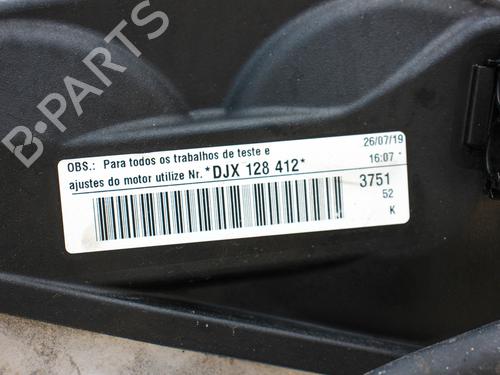 B-PARTS
OBS.: Para todos os trabalhos de teste e
ajustes do motor utilize Nr. *DJX 128 412*
26/07/19
16:07
3751
52
K